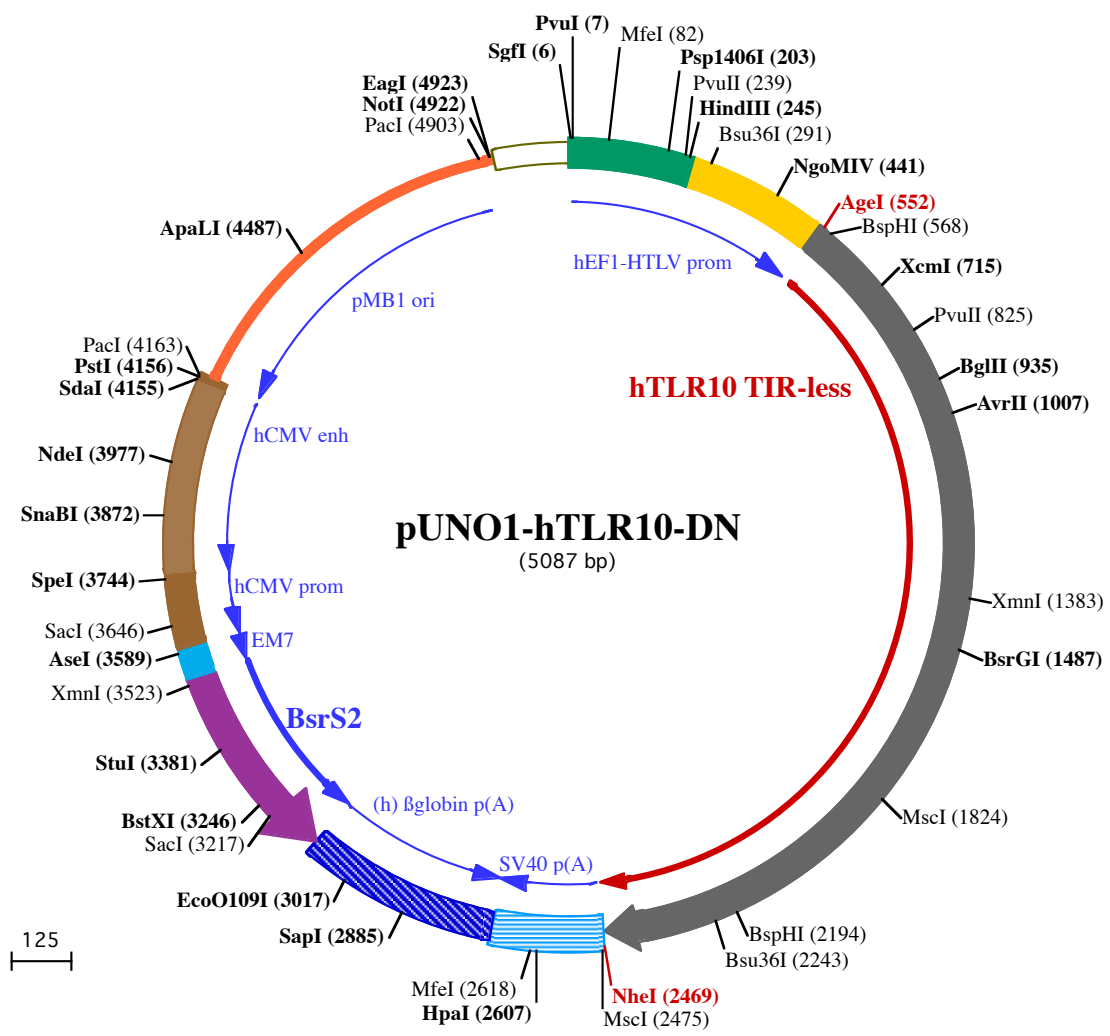 PvuI (7)
MfeI (82)
SgfI (6)
Psp1406I (203)
EagI (4923)
PvuII (239)
NotI (4922)
HindIII (245)
PacI (4903)
Bsu36I (291)
NgoMIV (441)
AgeI (552)
BspHI (568)
ApaLI (4487)
hEF1-HTLV prom
XcmI (715)
pMB1 ori
PvuII (825)
PacI (4163)
PstI (4156)
BglII (935)
SdaI (4155)
hTLR10 TIR-less
AvrII (1007)
hCMV enh
NdeI (3977)
SnaBI (3872)
pUNO1-hTLR10-DN
(5087 bp)
SpeI (3744)
hCMV prom
XmnI (1383)
SacI (3646)
EM7
AseI (3589)
BsrGI (1487)
XmnI (3523)
BsrS2
StuI (3381)
(h) ßglobin p(A)
MscI (1824)
BstXI (3246)
SacI (3217)
SV40 p(A)
EcoO109I (3017)
SapI (2885)
BspHI (2194)
125
Bsu36I (2243)
MfeI (2618)
NheI (2469)
HpaI (2607)
MscI (2475)